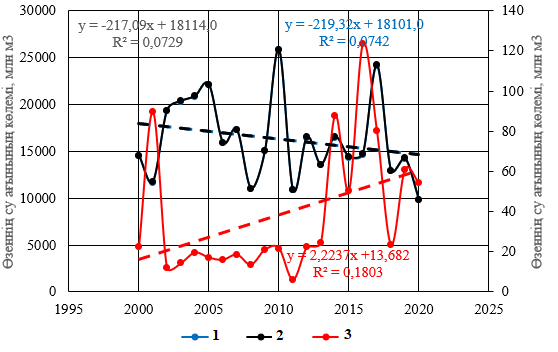 30000
25000
20000
15000
10000
5000
0
Өзеннің су ағынының көлемі, млн м3
y = -217,09x + 18114,0
R² = 0,0729
y = -219,32x + 18101,0
R² = 0,0742
y = 2,2237x +13,682
R² = 0,1803
140
120
100
80
60
40
20
0
Өзеннің су ағынының көлемі, млн м3
1995 2000 2005 2010 2015 2020 2025
1 2 3